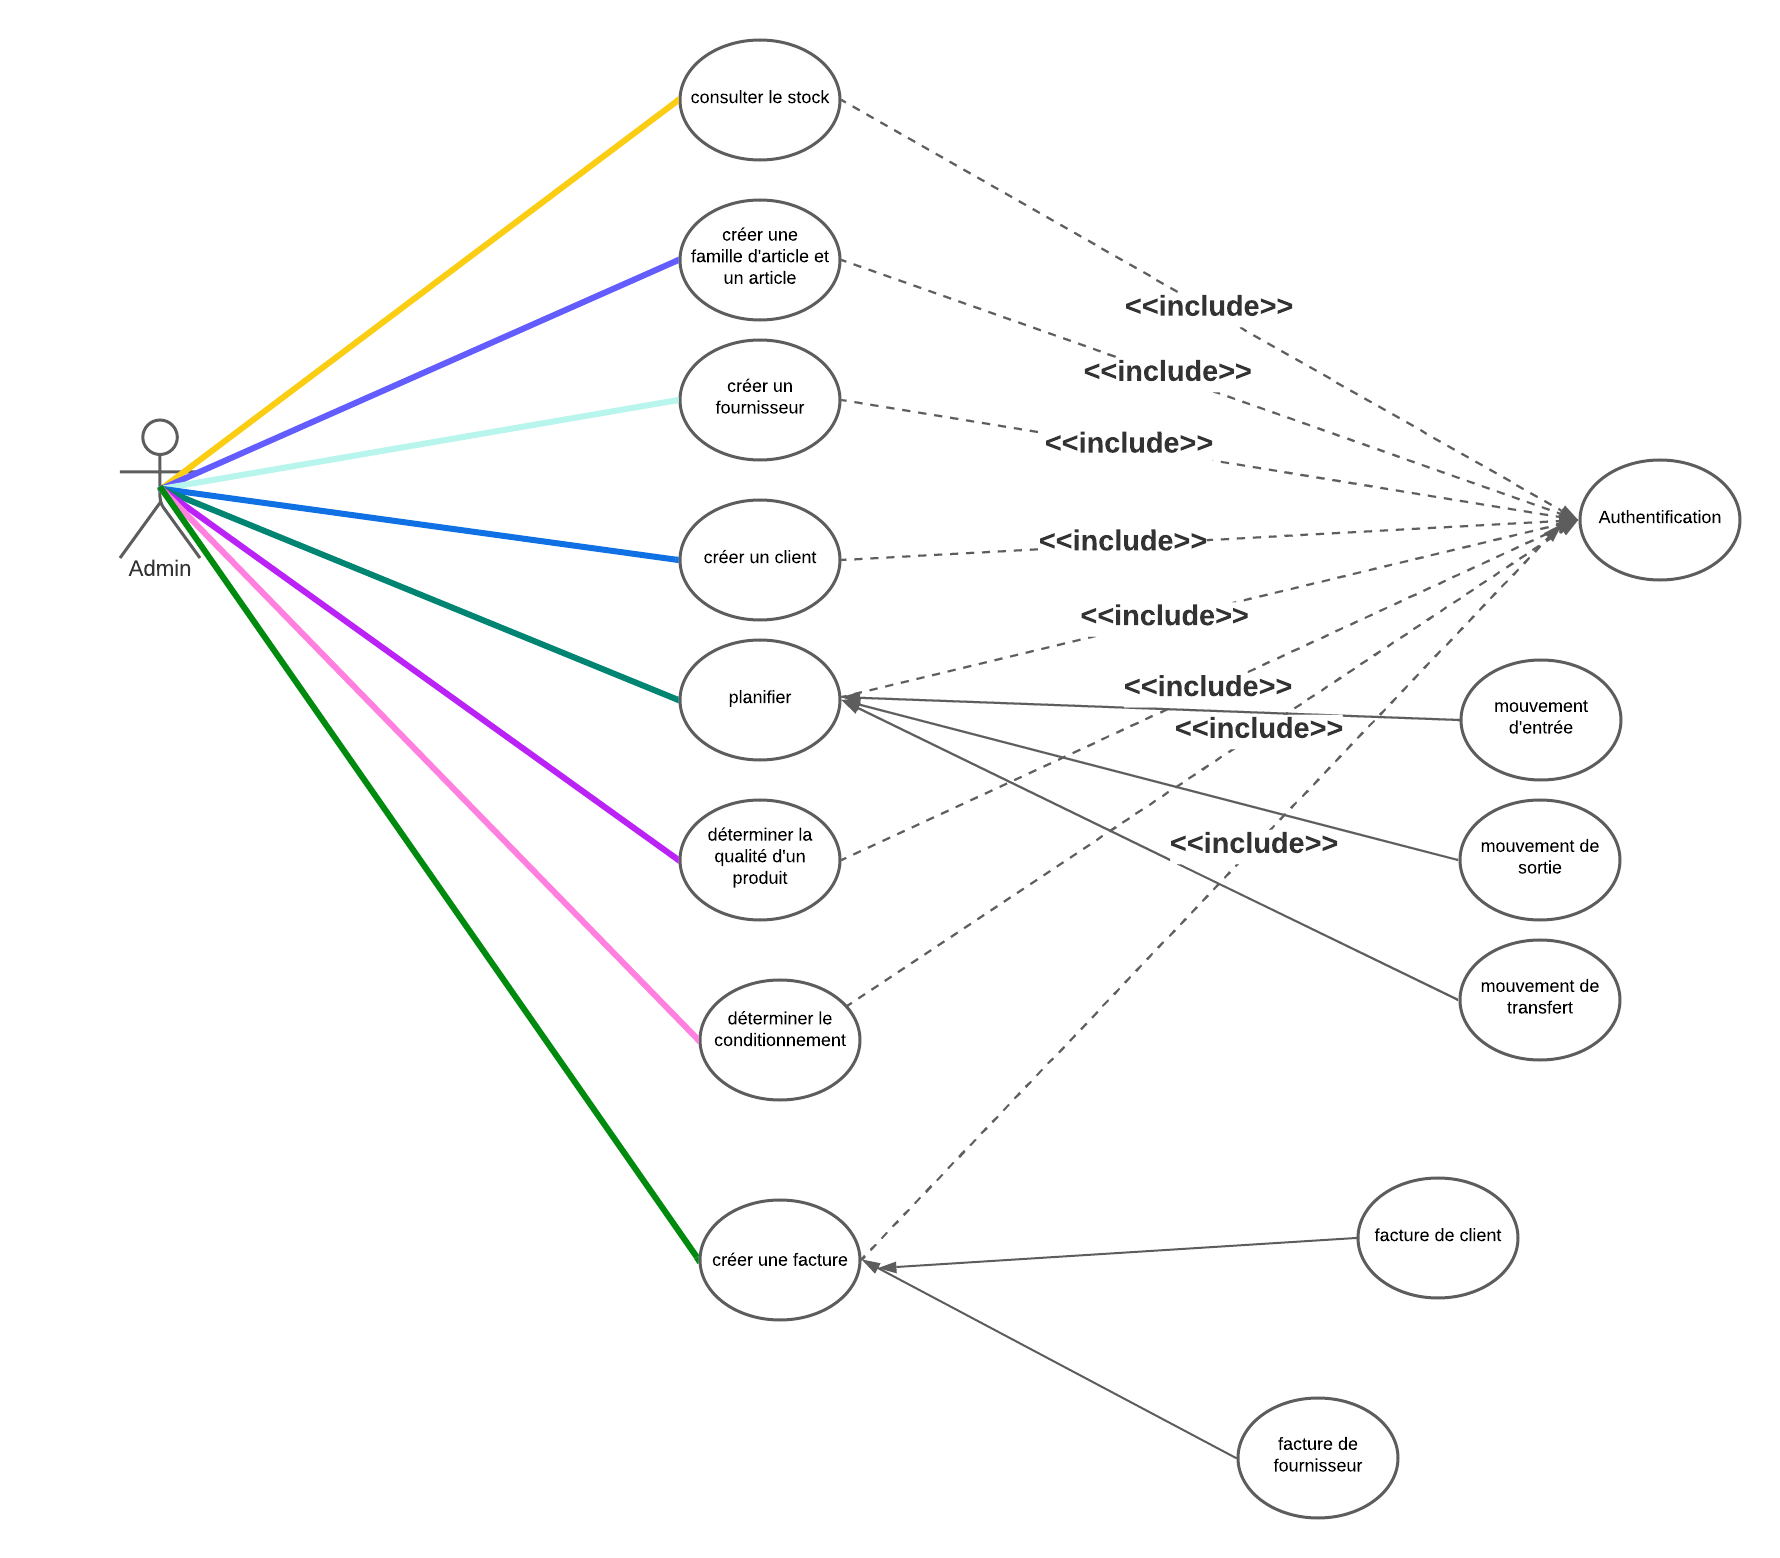 consulter le stock
créer une
famille d'article et
un article
<<include>>
<<include>>
créer un
fournisseur
<<include>>
Authentification
créer un client
<<include>>
Admin
<<include>>
planifier
<<include>>
mouvement
d'entrée
<<include>>
déterminer la
qualité d'un
produit
<<include>>
mouvement de
sortie
mouvement de
transfert
déterminer le
conditionnement
créer une facture
facture de client
facture de
fournisseur